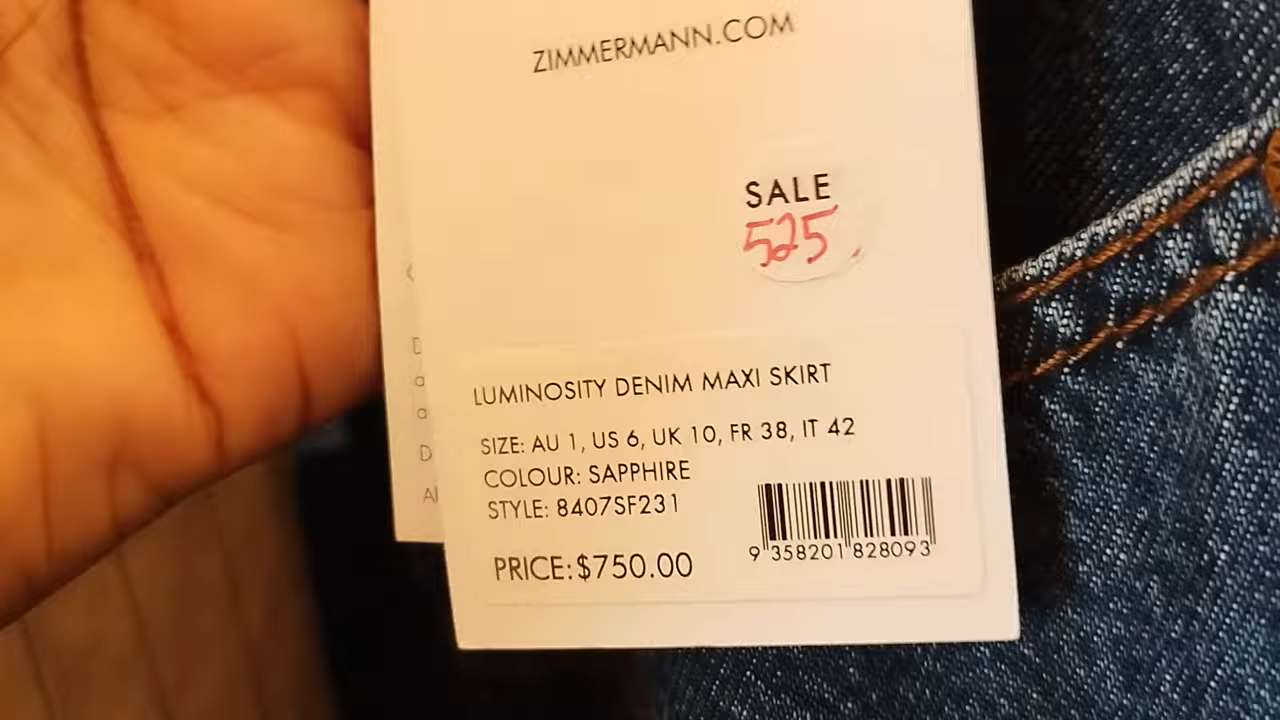 ZIMMERMANN.COM
SALE
525
LUMINOSITY DENIM MAXI SKIRT
SIZE: AU 1, US 6, UK 10, FR 38, IT 42
COLOUR: SAPPHIRE
STYLE: 8407SF231
PRICE: $750.00
9 358201 828093
a
a
D
Al